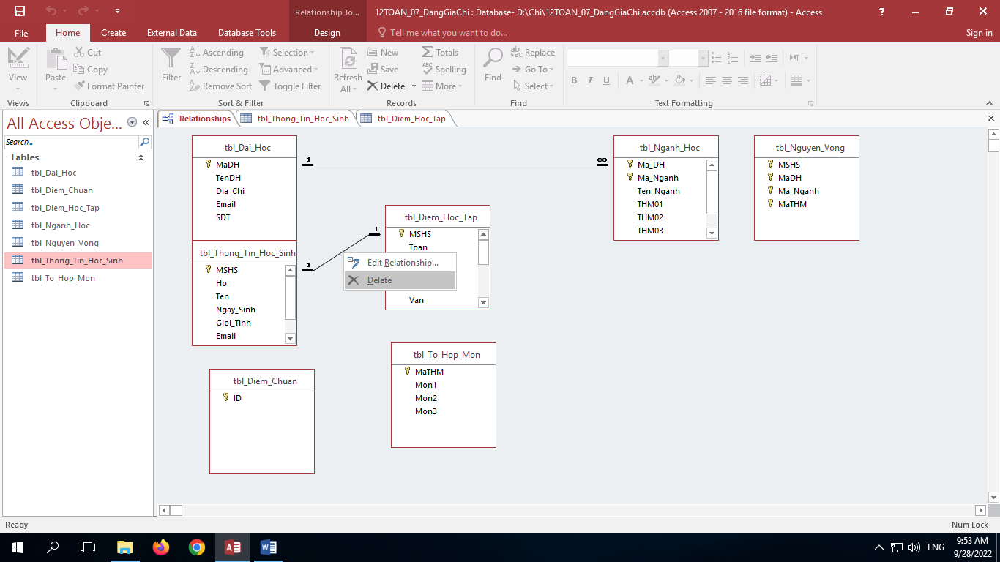 Relationship To...
12TOAN_07_DangGiaChi : Database- D:\Chi\12TOAN_07_DangGiaChi.accdb (Access 2007 - 2016 file format) - Access
?
File
Home
Create
External Data
Database Tools
Design
Tell me what you want to do...
Sign in
View
Views
Paste
Cut
Copy
Format Painter
Clipboard
Filter
Ascending
Descending
Remove Sort
Selection
Advanced
Toggle Filter
Sort & Filter
Refresh All
New
Save
Delete
Totals
Spelling
More
Records
Find
Replace
Go To
Select
Find
B I U
A
Text Formatting
All Access Obje...
Search...
Tables
tbl_Dai_Hoc
tbl_Diem_Chuan
tbl_Diem_Hoc_Tap
tbl_Nganh_Hoc
tbl_Nguyen_Vong
tbl_Thong_Tin_Hoc_Sinh
tbl_To_Hop_Mon
Relationships
tbl_Thong_Tin_Hoc_Sinh
tbl_Diem_Hoc_Tap
tbl_Dai_Hoc
MaDH
TenDH
Dia_Chi
Email
SDT
1
∞
tbl_Nganh_Hoc
Ma_DH
Ma_Nganh
Ten_Nganh
THM01
THM02
THM03
tbl_Nguyen_Vong
MSHS
MaDH
Ma_Nganh
MaTHM
tbl_Diem_Hoc_Tap
MSHS
Toan
Van
1
1
Edit Relationship...
Delete
tbl_Thong_Tin_Hoc_Sinh
MSHS
Ho
Ten
Ngay_Sinh
Gioi_Tinh
Email
tbl_Diem_Chuan
ID
tbl_To_Hop_Mon
MaTHM
Mon1
Mon2
Mon3
Ready
Num Lock
ENG
9:53 AM
9/28/2022